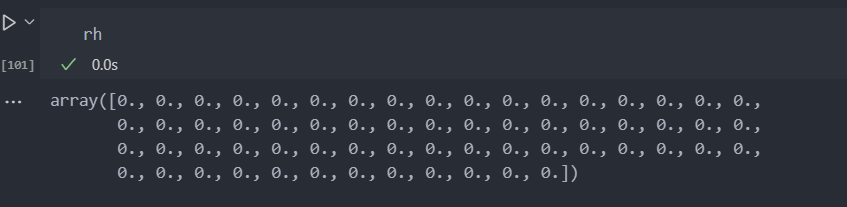 rh
[101] ✓ 0.0s
... array([0., 0., 0., 0., 0., 0., 0., 0., 0., 0., 0., 0., 0., 0., 0., 0., 0.,
0., 0., 0., 0., 0., 0., 0., 0., 0., 0., 0., 0., 0., 0., 0., 0., 0.,
0., 0., 0., 0., 0., 0., 0., 0., 0., 0., 0., 0., 0., 0., 0., 0., 0.,
0., 0., 0., 0., 0., 0., 0., 0., 0., 0., 0., 0.])